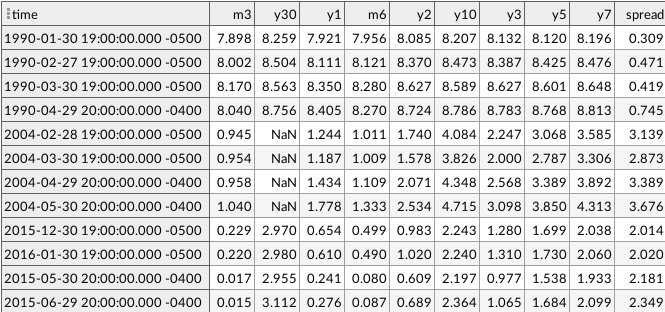 time m3 y30 y1 m6 y2 y10 y3 y5 y7 spread
1990-01-30 19:00:00.000 -0500 7.898 8.259 7.921 7.956 8.085 8.207 8.132 8.120 8.196 0.309
1990-02-27 19:00:00.000 -0500 8.002 8.504 8.111 8.121 8.370 8.473 8.387 8.425 8.476 0.471
1990-03-30 19:00:00.000 -0500 8.170 8.563 8.350 8.280 8.627 8.589 8.627 8.601 8.648 0.419
1990-04-29 20:00:00.000 -0400 8.040 8.756 8.405 8.270 8.724 8.786 8.783 8.768 8.813 0.745
2004-02-28 19:00:00.000 -0500 0.945 NaN 1.244 1.011 1.740 4.084 2.247 3.068 3.585 3.139
2004-03-30 19:00:00.000 -0500 0.954 NaN 1.187 1.009 1.578 3.826 2.000 2.787 3.306 2.873
2004-04-29 20:00:00.000 -0400 0.958 NaN 1.434 1.109 2.071 4.348 2.568 3.389 3.892 3.389
2004-05-30 20:00:00.000 -0400 1.040 NaN 1.778 1.333 2.534 4.715 3.098 3.850 4.313 3.676
2015-12-30 19:00:00.000 -0500 0.229 2.970 0.654 0.499 0.983 2.243 1.280 1.699 2.038 2.014
2016-01-30 19:00:00.000 -0500 0.220 2.980 0.610 0.490 1.020 2.240 1.310 1.730 2.060 2.020
2015-05-30 20:00:00.000 -0400 0.017 2.955 0.241 0.080 0.609 2.197 0.977 1.538 1.933 2.181
2015-06-29 20:00:00.000 -0400 0.015 3.112 0.276 0.087 0.689 2.364 1.065 1.684 2.099 2.349